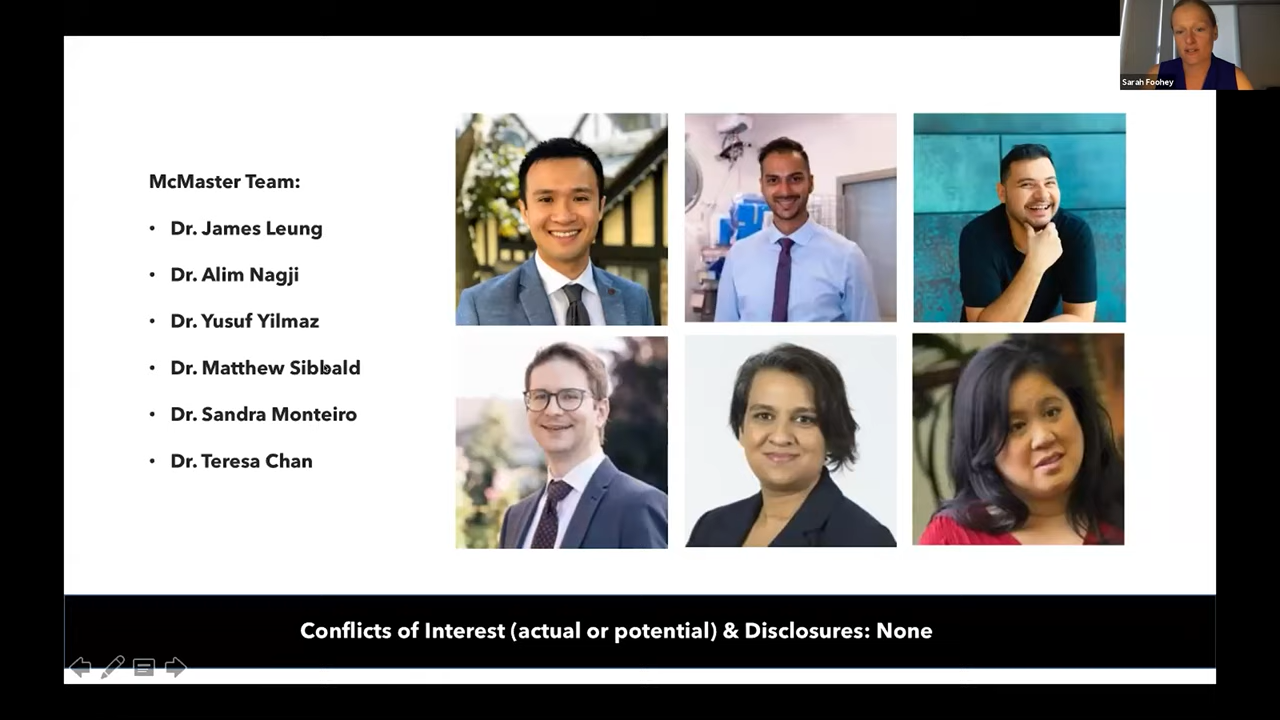 Sarah Foohey
McMaster Team:
• Dr. James Leung
• Dr. Alim Nagji
• Dr. Yusuf Yilmaz
• Dr. Matthew Sibbald
• Dr. Sandra Monteiro
• Dr. Teresa Chan
Conflicts of Interest (actual or potential) & Disclosures: None